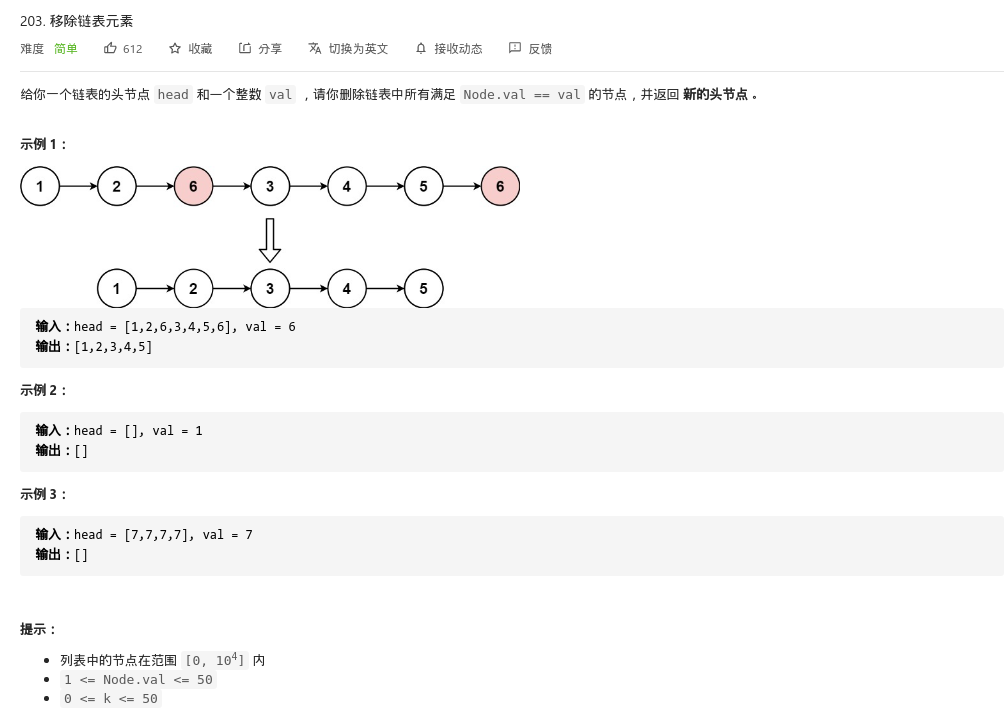 203. 移除链表元素
难度 简单 612 收藏 分享 切换为英文 接收动态 反馈
给你一个链表的头节点 head 和一个整数 val ，请你删除链表中所有满足 Node.val == val 的节点，并返回 新的头节点 。
示例 1：
1 2 6 3 4 5 6
1 2 3 4 5
输入：head = [1,2,6,3,4,5,6], val = 6
输出：[1,2,3,4,5]
示例 2：
输入：head = [], val = 1
输出：[]
示例 3：
输入：head = [7,7,7,7], val = 7
输出：[]
提示：
列表中的节点在范围 [0, 10⁴] 内
1 <= Node.val <= 50
0 <= k <= 50